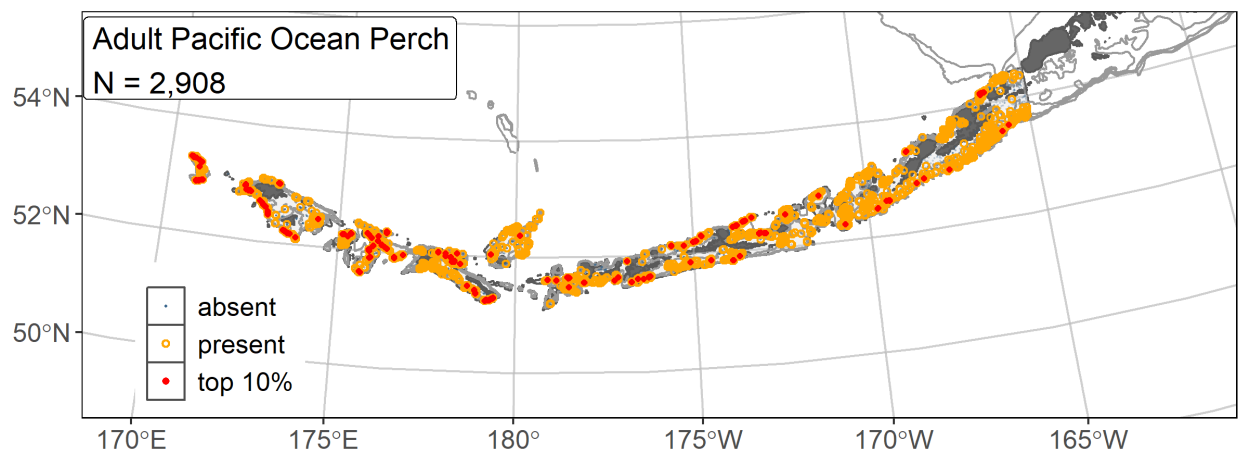 Adult Pacific Ocean Perch
N = 2,908
54°N
52°N
50°N
absent
present
top 10%
170°E
175°E
180°
175°W
170°W
165°W